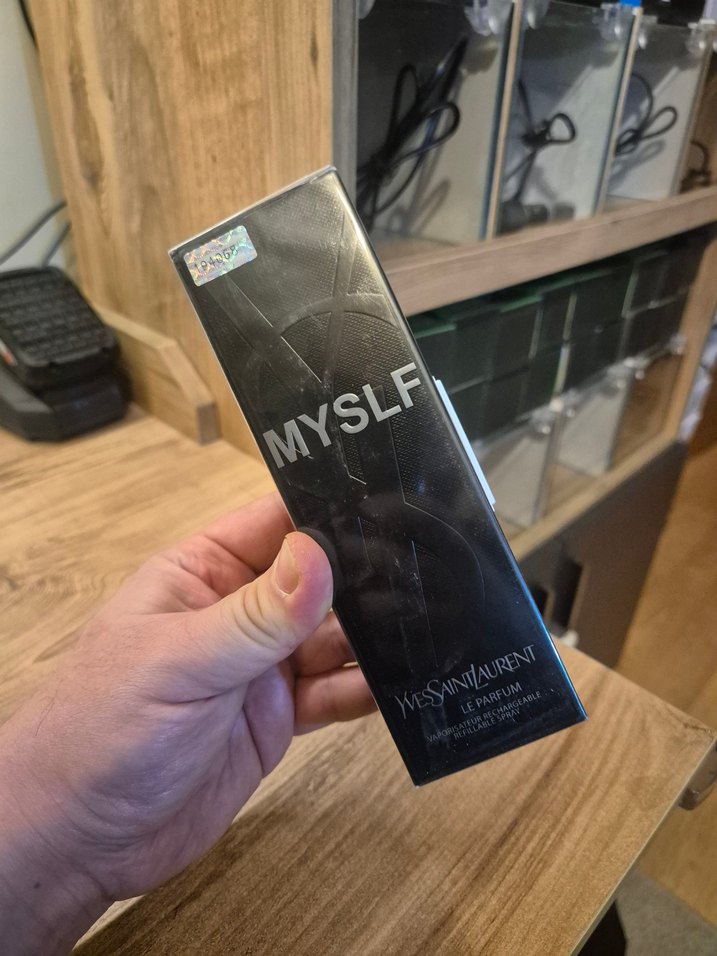 MYSLF
YVESSAINTLAURENT
LE PARFUM
VAPORISATEUR RECHARGEABLE
REFILLABLE SPRAY